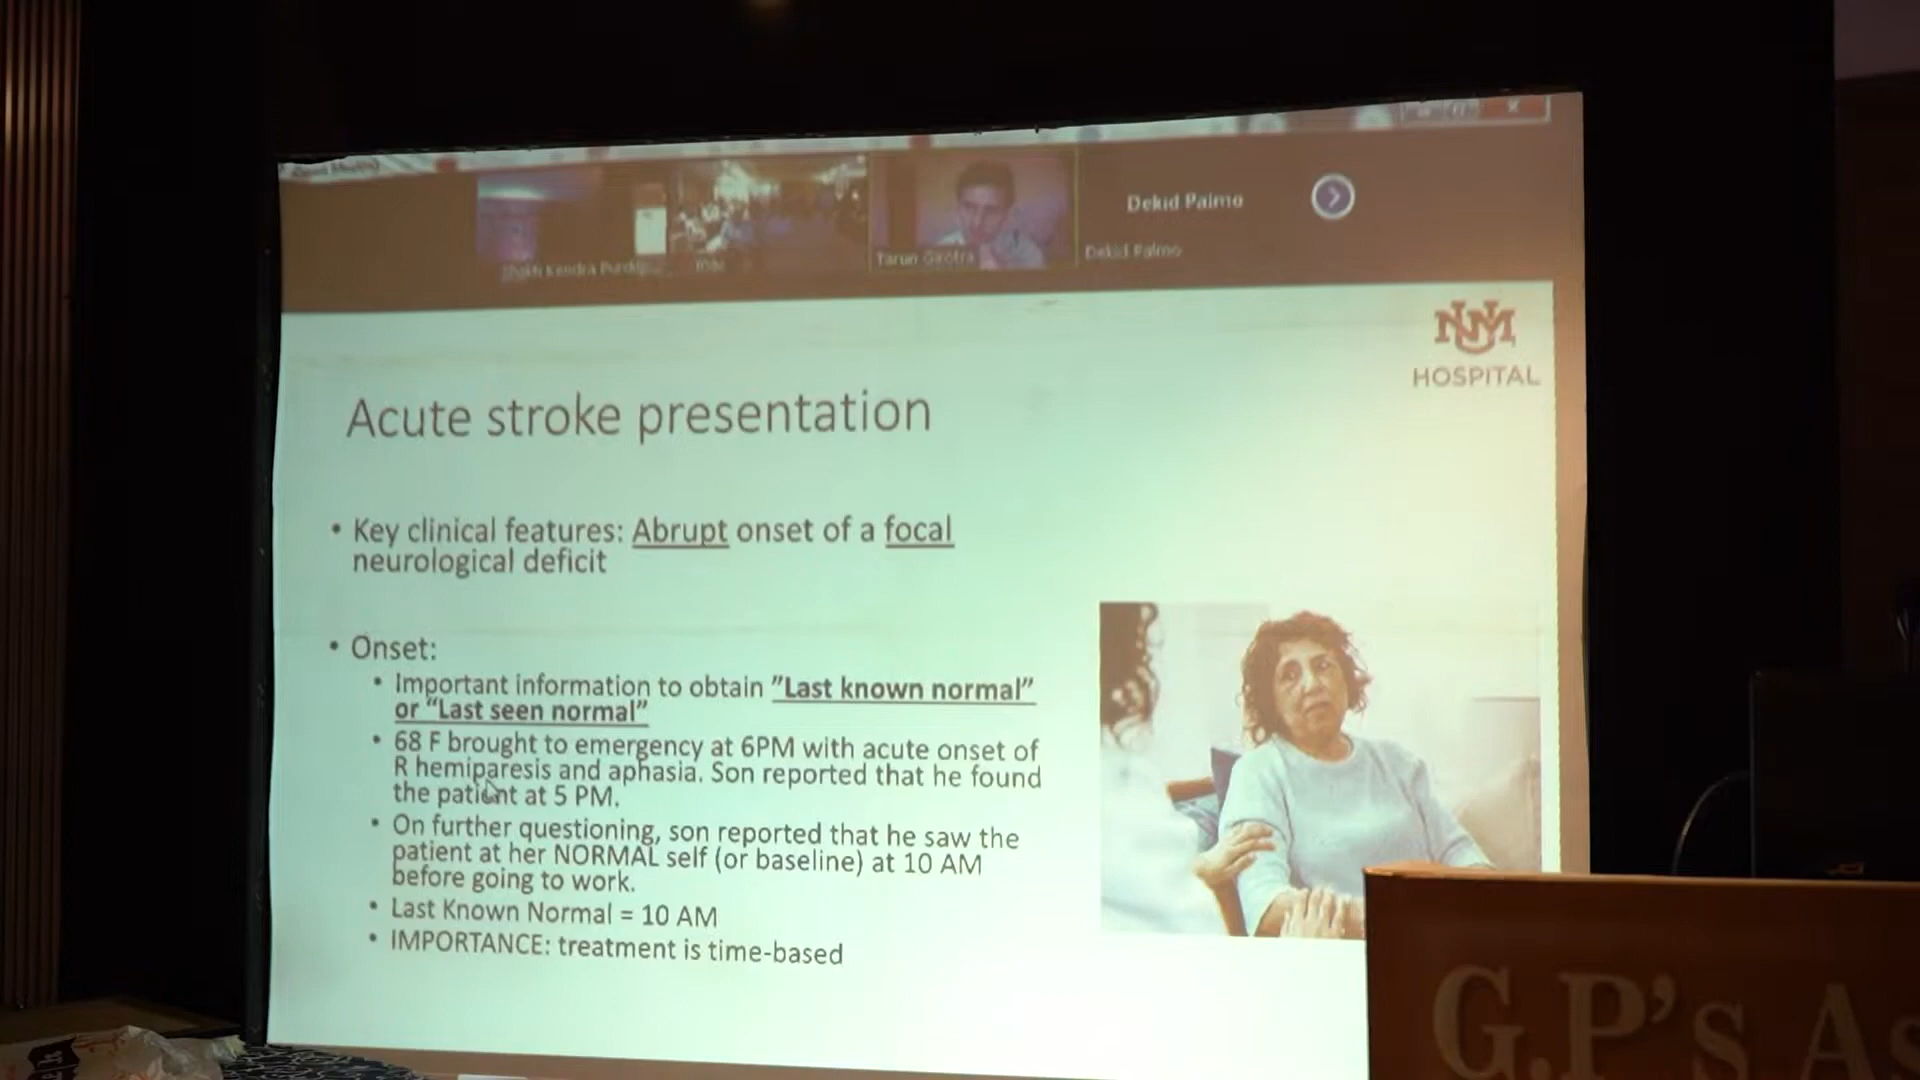 Dekid Palmo
Tarun Girotra
Dekid Palmo
UNM
HOSPITAL
Acute stroke presentation
• Key clinical features: Abrupt onset of a focal
neurological deficit
• Onset:
• Important information to obtain ”Last known normal”
or “Last seen normal”
• 68 F brought to emergency at 6PM with acute onset of
R hemiparesis and aphasia. Son reported that he found
the patient at 5 PM.
• On further questioning, son reported that he saw the
patient at her NORMAL self (or baseline) at 10 AM
before going to work.
• Last Known Normal = 10 AM
• IMPORTANCE: treatment is time-based
G.P's As